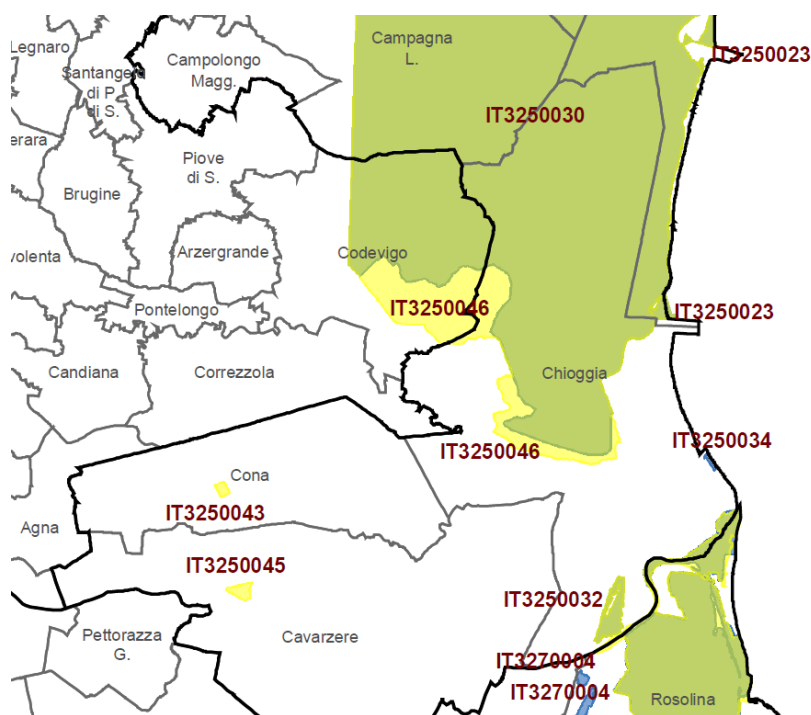 Legnaro
Campolongo
Magg.
Campagna
L.
IT3250023
Santangelo
di P.
di S.
IT3250030
erara
Piove
di S.
Brugine
volenta
Arzergrande
Codevigo
Pontelongo
IT3250046
IT3250023
Candiana
Correzzola
Chioggia
IT3250046
IT3250034
Cona
IT3250043
Agna
IT3250045
IT3250032
Pettorazza
G.
Cavarzere
IT3270004
IT3270004
Rosolina